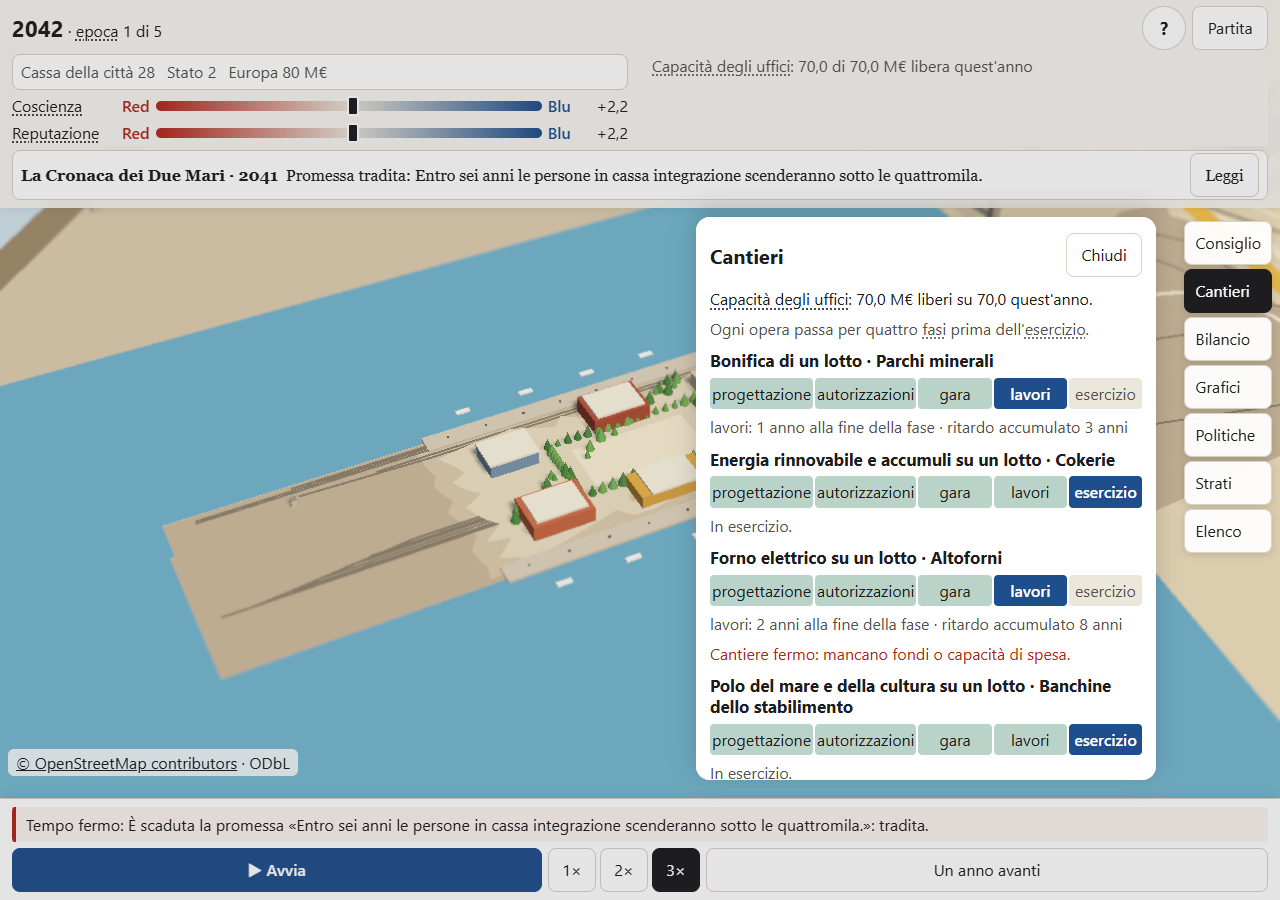 2042 · epoca 1 di 5
?
Partita
Cassa della città 28 Stato 2 Europa 80 M€
Capacità degli uffici: 70,0 di 70,0 M€ libera quest'anno
Coscienza Red Blu +2,2
Reputazione Red Blu +2,2
La Cronaca dei Due Mari · 2041 Promessa tradita: Entro sei anni le persone in cassa integrazione scenderanno sotto le quattromila.
Leggi
Cantieri
Chiudi
Capacità degli uffici: 70,0 M€ liberi su 70,0 quest'anno.
Ogni opera passa per quattro fasi prima dell'esercizio.
Bonifica di un lotto · Parchi minerali
progettazione autorizzazioni gara lavori esercizio
lavori: 1 anno alla fine della fase · ritardo accumulato 3 anni
Energia rinnovabile e accumuli su un lotto · Cokerie
progettazione autorizzazioni gara lavori esercizio
In esercizio.
Forno elettrico su un lotto · Altoforni
progettazione autorizzazioni gara lavori esercizio
lavori: 2 anni alla fine della fase · ritardo accumulato 8 anni
Cantiere fermo: mancano fondi o capacità di spesa.
Polo del mare e della cultura su un lotto · Banchine
dello stabilimento
progettazione autorizzazioni gara lavori esercizio
In esercizio.
Consiglio
Cantieri
Bilancio
Grafici
Politiche
Strati
Elenco
© OpenStreetMap contributors · ODbL
Tempo fermo: È scaduta la promessa «Entro sei anni le persone in cassa integrazione scenderanno sotto le quattromila.»: tradita.
▶ Avvia
1×
2×
3×
Un anno avanti